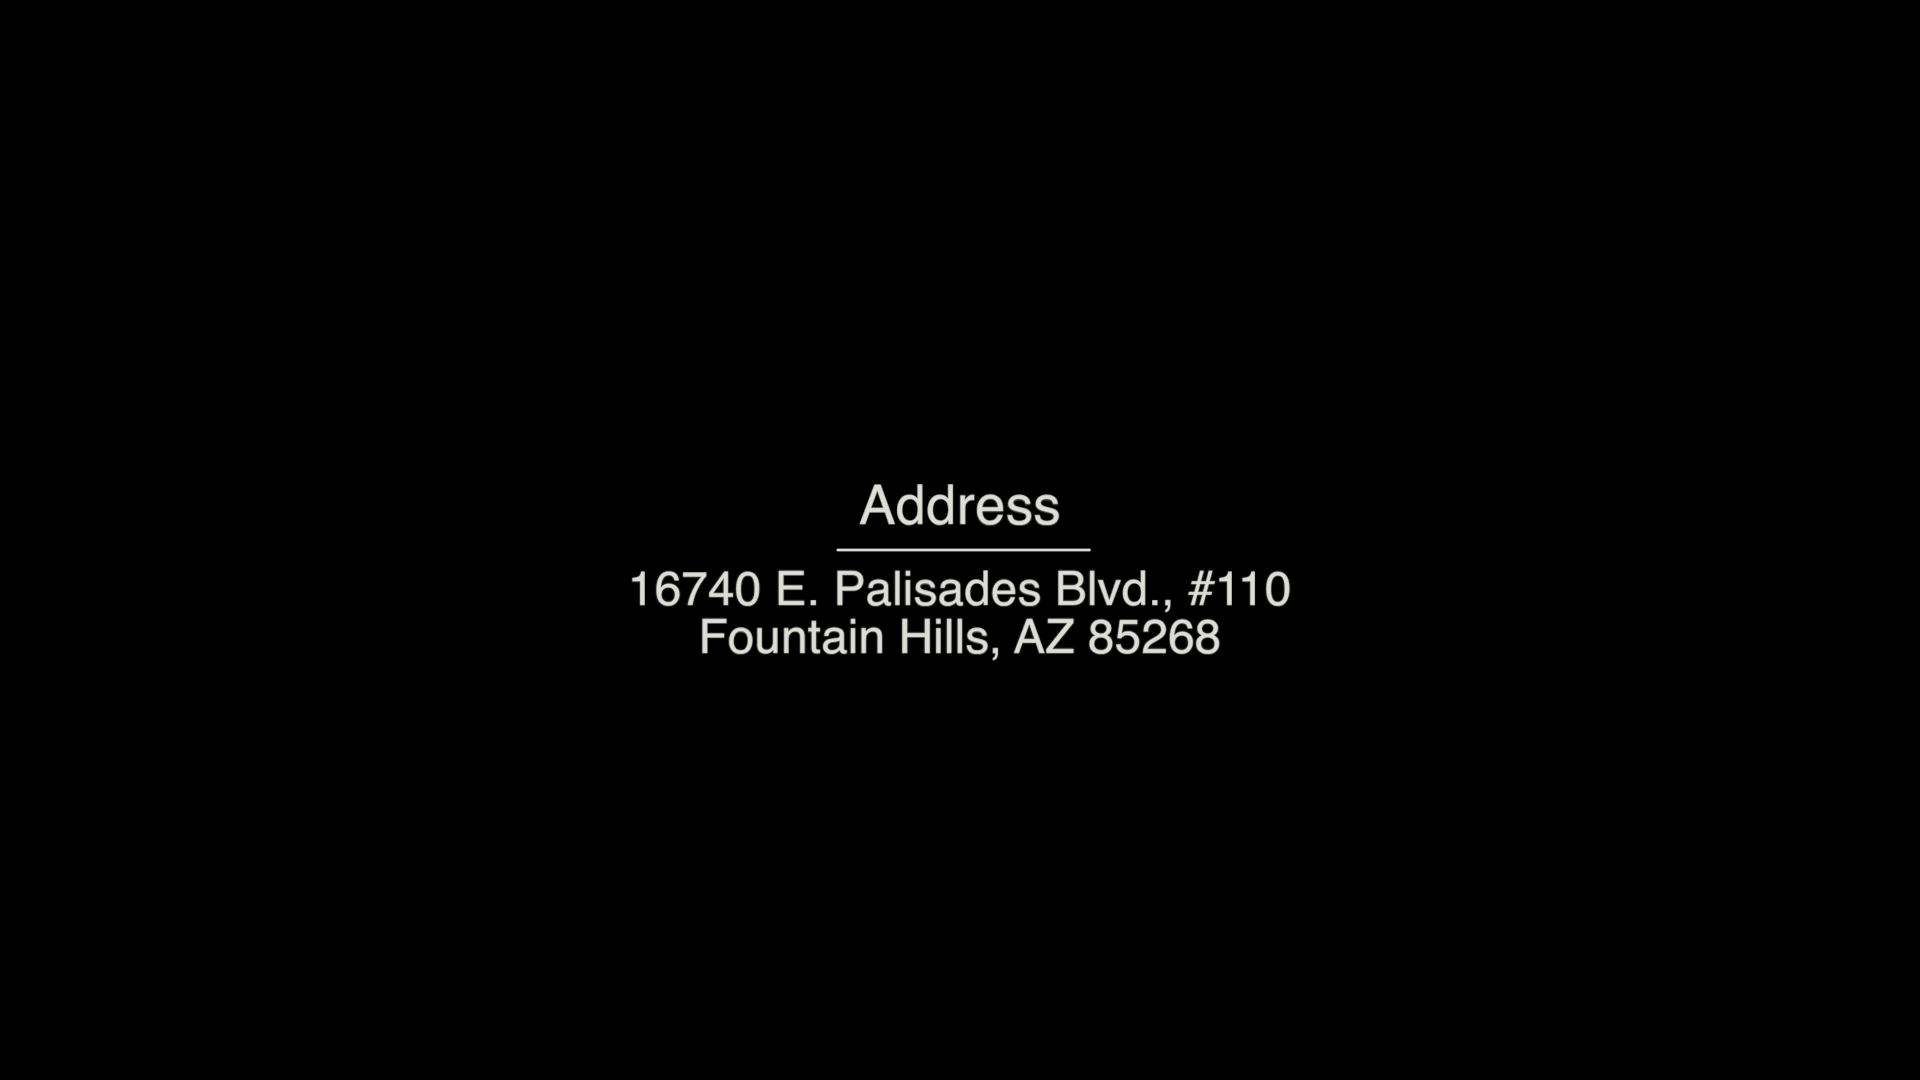 Address
16740 E. Palisades Blvd., #110
Fountain Hills, AZ 85268